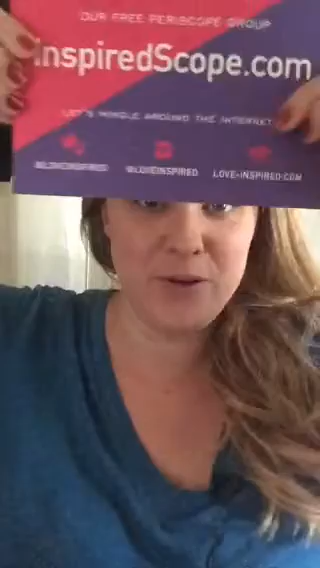 OUR FREE PERISCOPE GROUP
InspiredScope.com
LET'S MINGLE AROUND THE INTERNET
@LOVEINSPIRED @LOVEINSPIRED LOVE-INSPIRED.COM